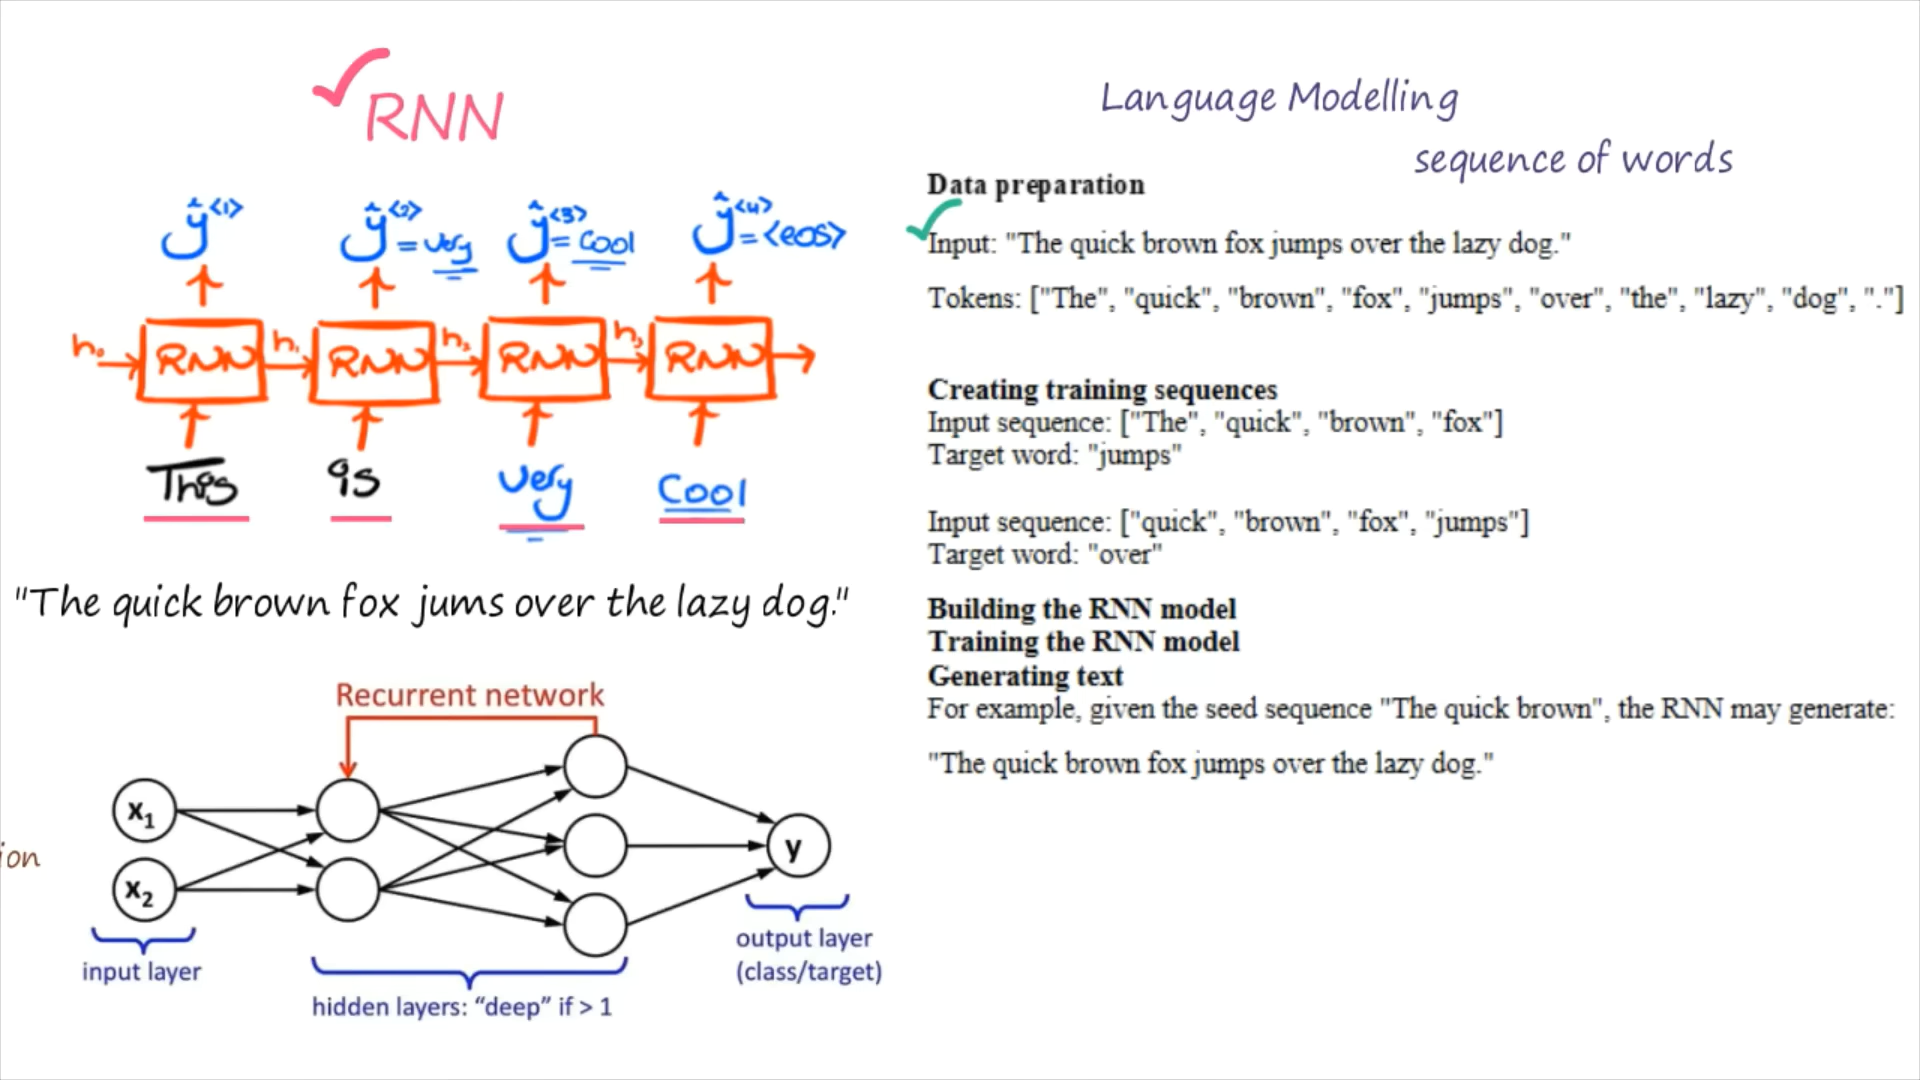 RNN
ŷ<1>
ŷ<2> = very
ŷ<3> = cool
ŷ<4> = <eos>
h₀ RNN h₁ RNN h₂ RNN h₃ RNN
This is very Cool
"The quick brown fox jums over the lazy dog."
Recurrent network
x₁
x₂
y
ion
input layer
hidden layers: “deep” if > 1
output layer
(class/target)
Language Modelling
sequence of words
Data preparation
Input: "The quick brown fox jumps over the lazy dog."
Tokens: ["The", "quick", "brown", "fox", "jumps", "over", "the", "lazy", "dog", "."]
Creating training sequences
Input sequence: ["The", "quick", "brown", "fox"]
Target word: "jumps"
Input sequence: ["quick", "brown", "fox", "jumps"]
Target word: "over"
Building the RNN model
Training the RNN model
Generating text
For example, given the seed sequence "The quick brown", the RNN may generate:
"The quick brown fox jumps over the lazy dog."